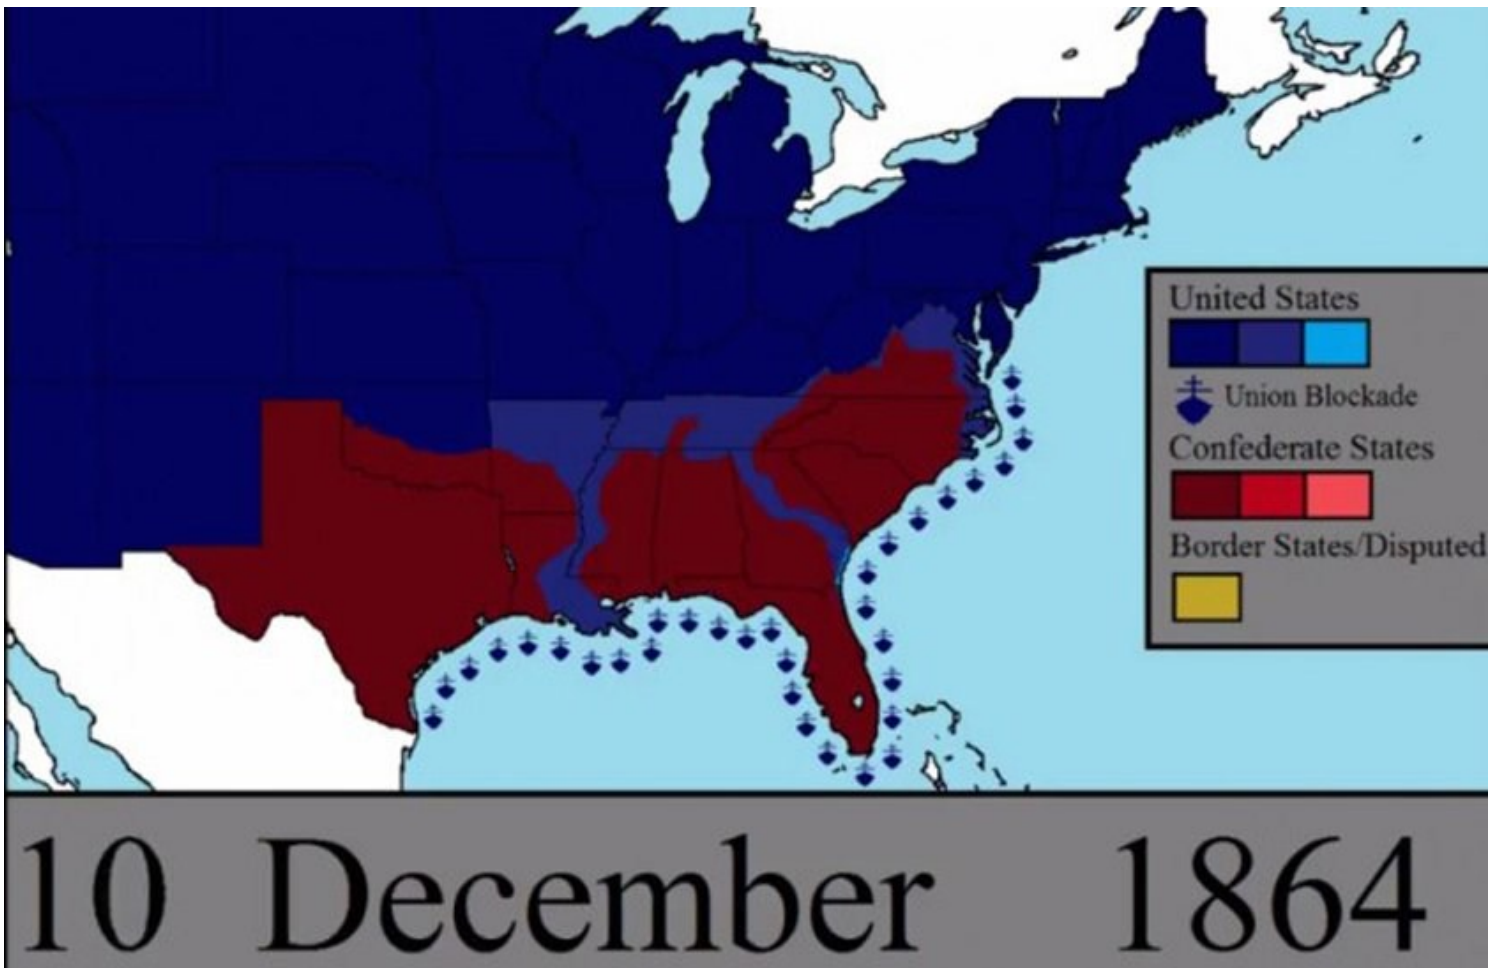 United States
Union Blockade
Confederate States
Border States/Disputed
10 December 1864